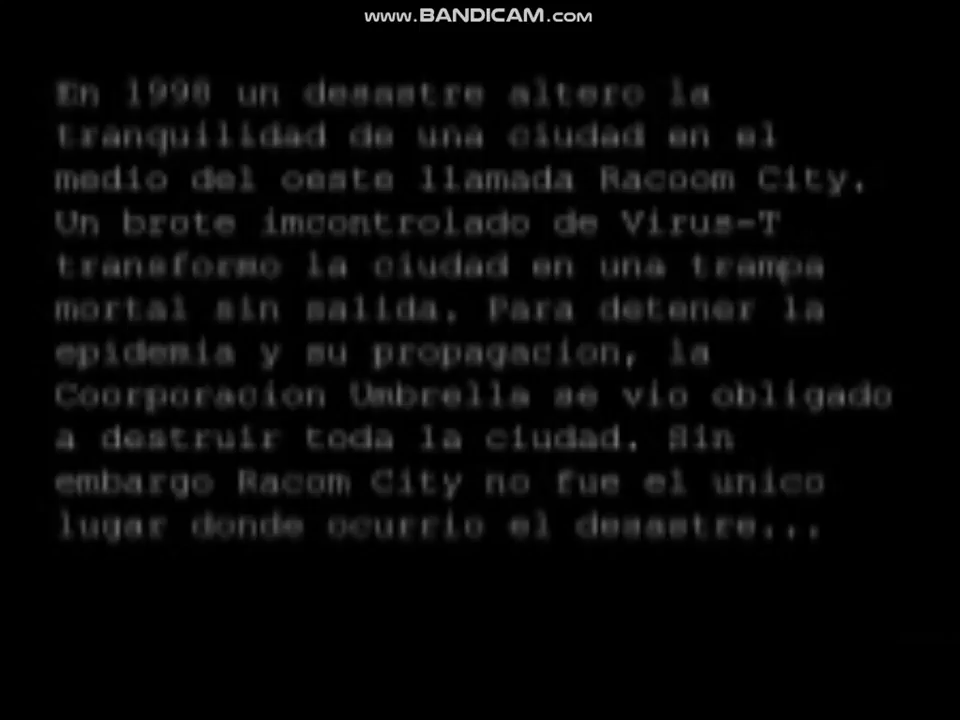 www.BANDICAM.com
En 1998 un desastre altero la
tranquilidad de una ciudad en el
medio del oeste llamada Racoom City.
Un brote imcontrolado de Virus-T
transformo la ciudad en una trampa
mortal sin salida. Para detener la
epidemia y su propagacion, la
Coorporacion Umbrella se vio obligado
a destruir toda la ciudad. Sin
embargo Racom City no fue el unico
lugar donde ocurrio el desastre...